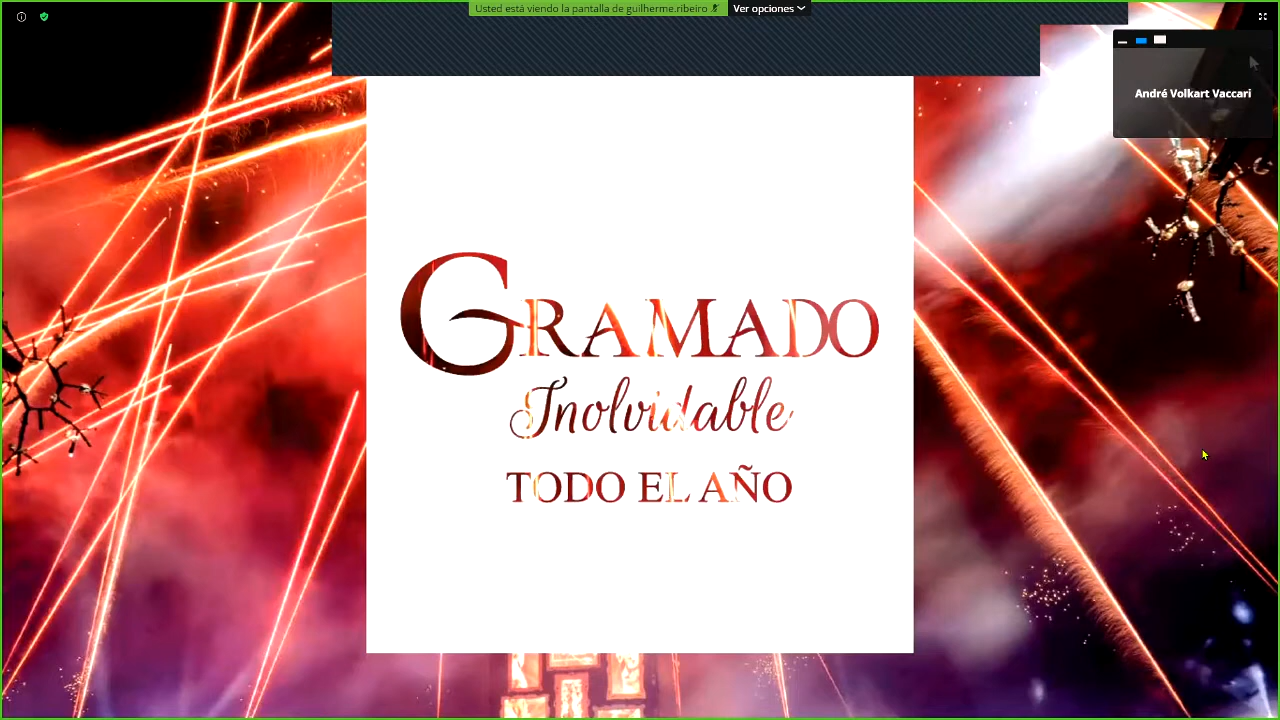 Usted está viendo la pantalla de guilherme.ribeiro
Ver opciones
André Volkart Vaccari
GRAMADO
Inolvidable
TODO EL AÑO